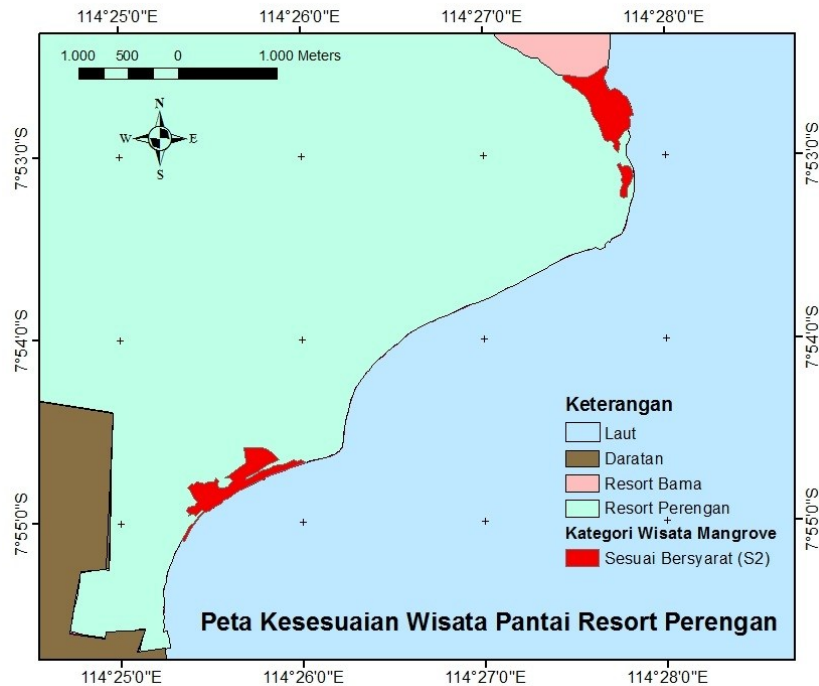 114°25'0"E 114°26'0"E 114°27'0"E 114°28'0"E
1.000 500 0 1.000 Meters
N
W E
S
7°53'0"S 7°53'0"S
7°54'0"S 7°54'0"S
7°55'0"S 7°55'0"S
Keterangan
Laut
Daratan
Resort Bama
Resort Perengan
Kategori Wisata Mangrove
Sesuai Bersyarat (S2)
Peta Kesesuaian Wisata Pantai Resort Perengan
114°25'0"E 114°26'0"E 114°27'0"E 114°28'0"E